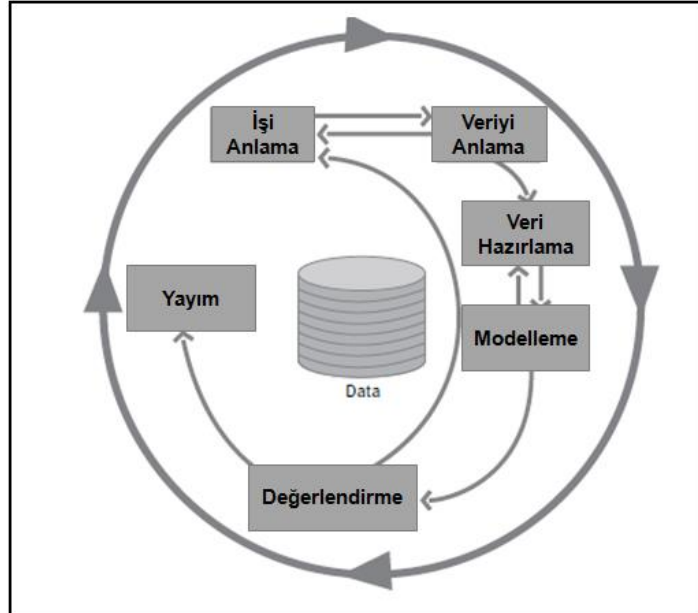 İşi
Anlama
Veriyi
Anlama
Veri
Hazırlama
Modelleme
Değerlendirme
Yayım
Data